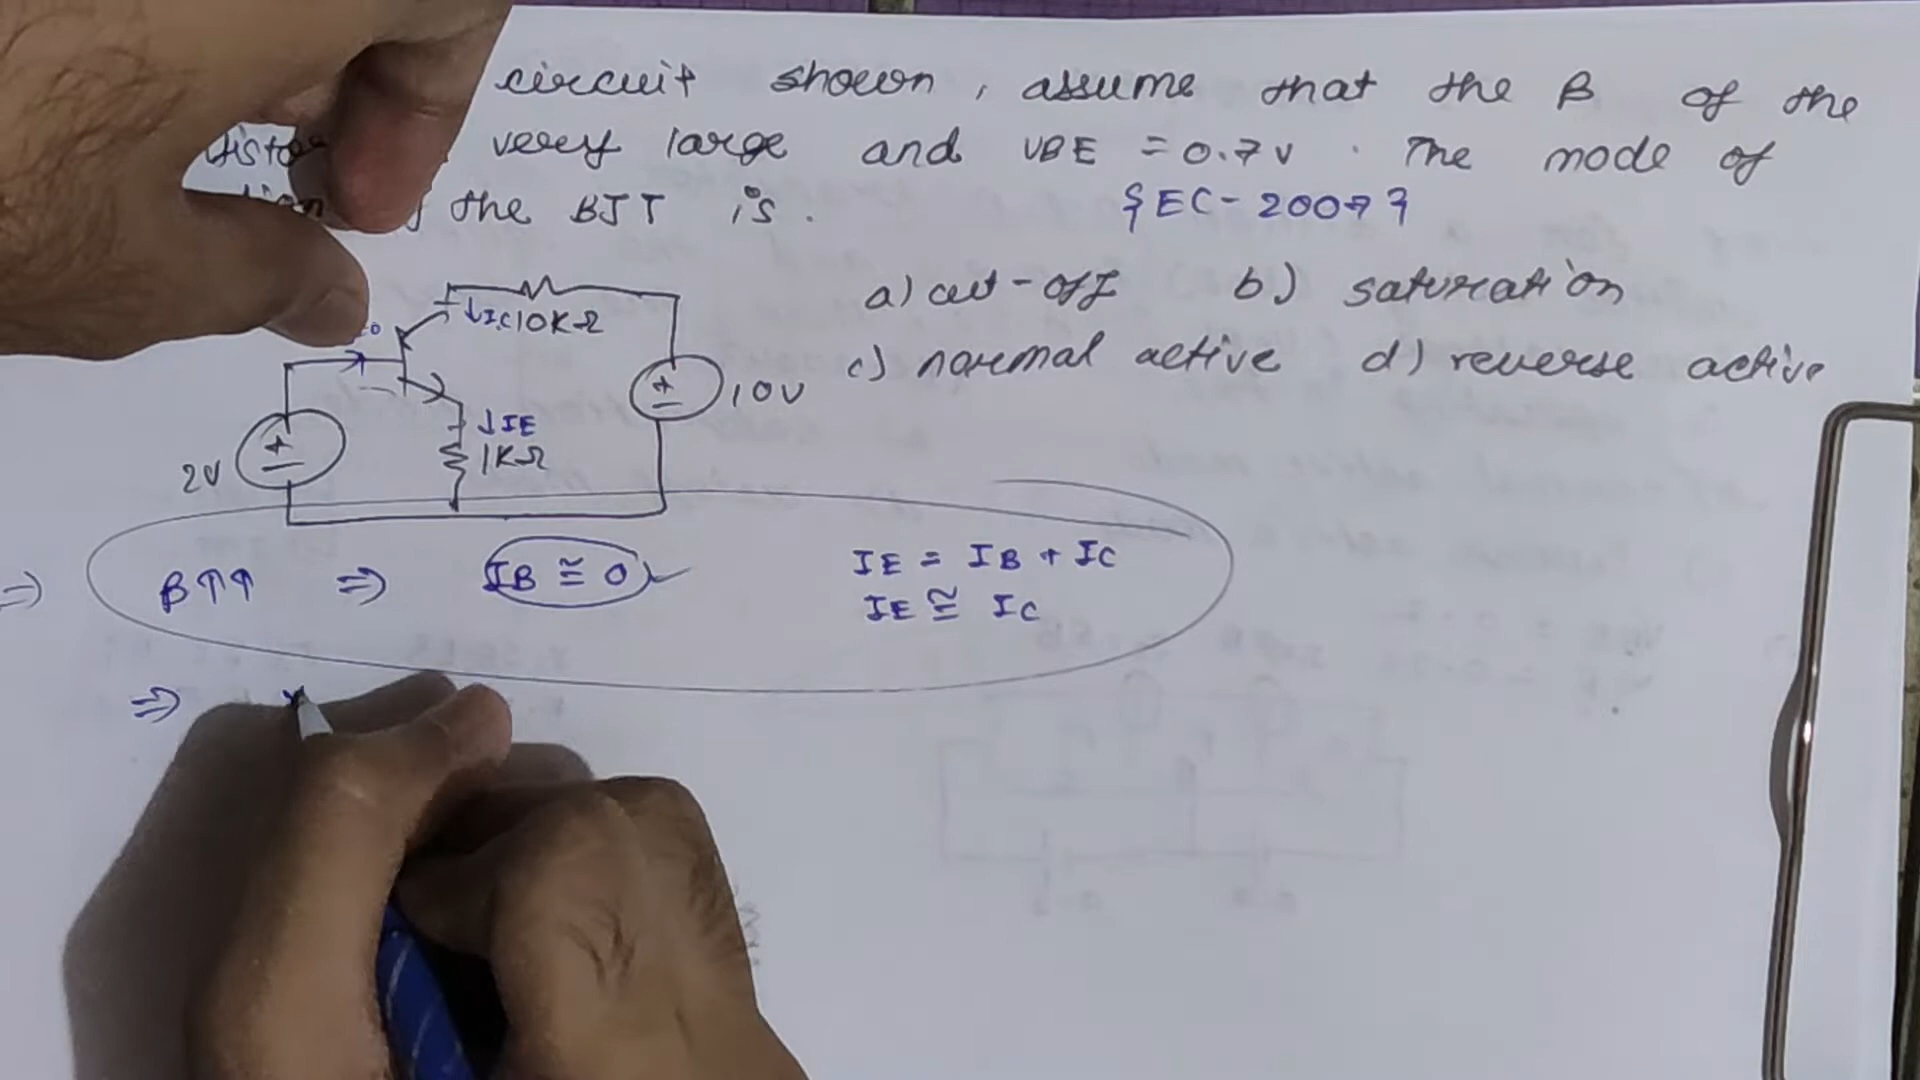 circuit shown, assume that the β of the
very large and VBE = 0.7V. The mode of
the BJT is. {EC-2007}
a) cut-off b.) saturation
c) normal active d) reverse active
↓IC 10KΩ
10V
↓IE
1KΩ
2V
⇒ β↑↑ ⇒ IB ≅ 0 ✓ IE = IB + IC
IE ≅ IC
⇒